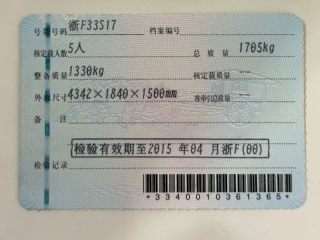 号牌号码 浙F33S17 档案编号
核定载人数 5人 总质量 1705kg
整备质量 1330kg 核定载质量 --
外廓尺寸 4342×1840×1500mm 准牵引总质量 --
备注
检验有效期至2015 年04 月浙F(00)
检验记录
*3340010361365*